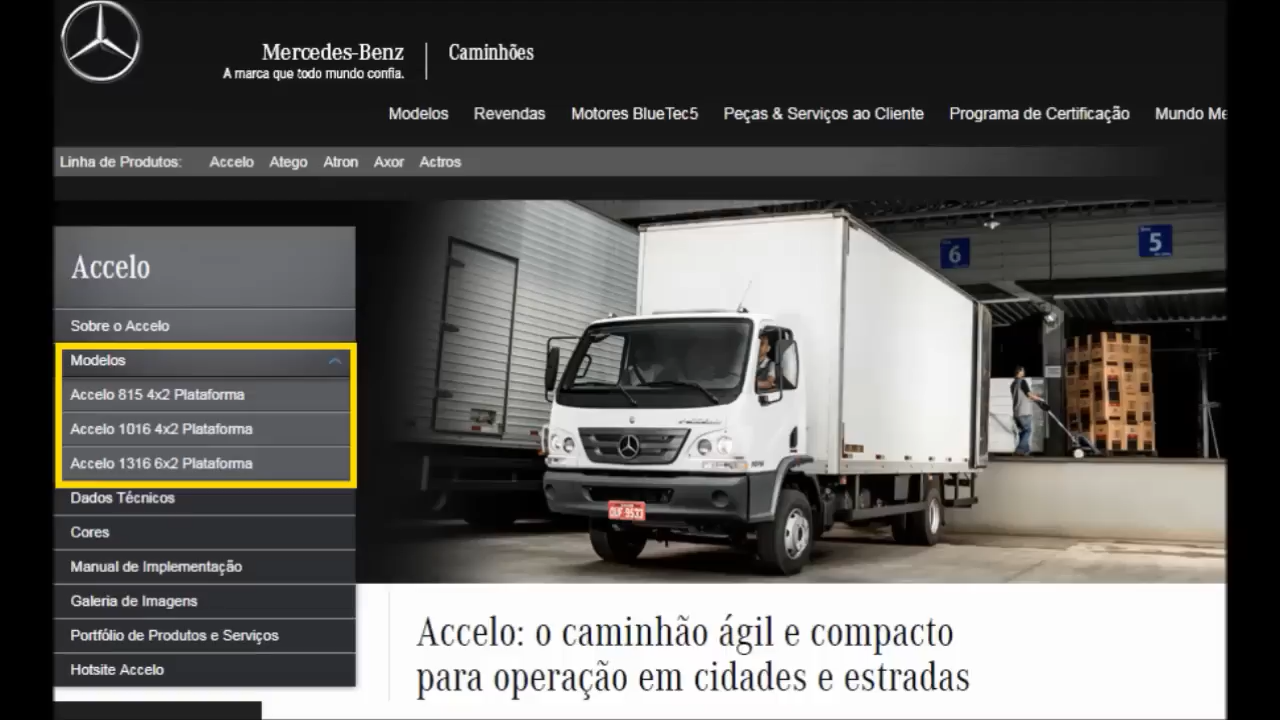 Mercedes-Benz
A marca que todo mundo confia.
Caminhões
Modelos Revendas Motores BlueTec5 Peças & Serviços ao Cliente Programa de Certificação Mundo Me
Linha de Produtos: Accelo Atego Atron Axor Actros
Accelo
Sobre o Accelo
Modelos
Accelo 815 4x2 Plataforma
Accelo 1016 4x2 Plataforma
Accelo 1316 6x2 Plataforma
Dados Técnicos
Cores
Manual de Implementação
Galeria de Imagens
Portfólio de Produtos e Serviços
Hotsite Accelo
6
5
Accelo: o caminhão ágil e compacto
para operação em cidades e estradas